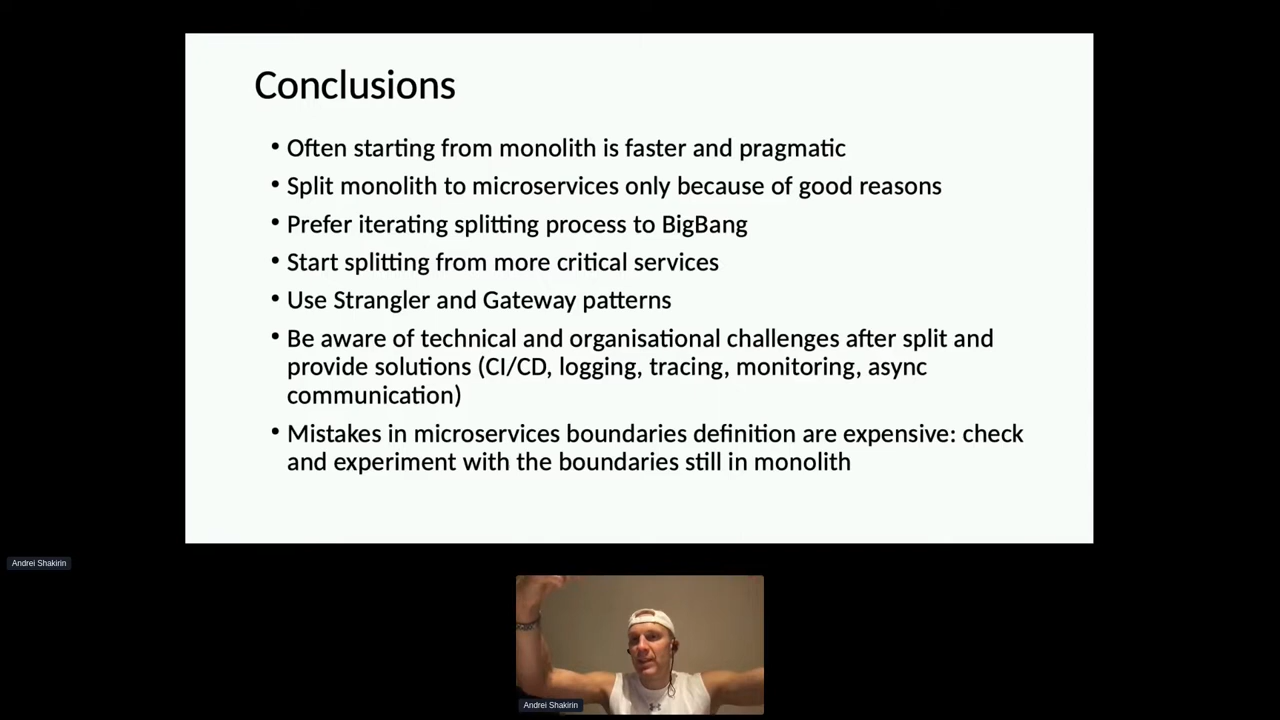 Conclusions
• Often starting from monolith is faster and pragmatic
• Split monolith to microservices only because of good reasons
• Prefer iterating splitting process to BigBang
• Start splitting from more critical services
• Use Strangler and Gateway patterns
• Be aware of technical and organisational challenges after split and
provide solutions (CI/CD, logging, tracing, monitoring, async
communication)
• Mistakes in microservices boundaries definition are expensive: check
and experiment with the boundaries still in monolith
Andrei Shakirin
Andrei Shakirin